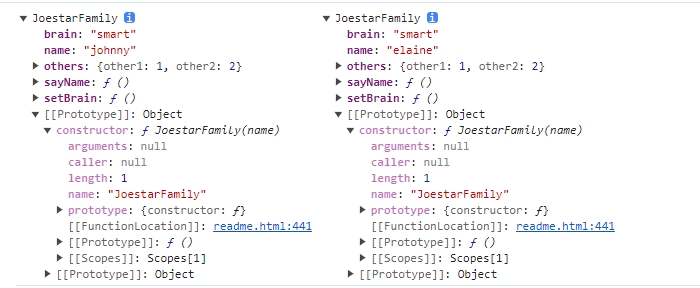 ▼ JoestarFamily i
brain: "smart"
name: "johnny"
▶ others: {other1: 1, other2: 2}
▶ sayName: ƒ ()
▶ setBrain: ƒ ()
▼ [[Prototype]]: Object
▼ constructor: ƒ JoestarFamily(name)
arguments: null
caller: null
length: 1
name: "JoestarFamily"
▶ prototype: {constructor: ƒ}
[[FunctionLocation]]: readme.html:441
▶ [[Prototype]]: ƒ ()
▶ [[Scopes]]: Scopes[1]
▶ [[Prototype]]: Object
▼ JoestarFamily i
brain: "smart"
name: "elaine"
▶ others: {other1: 1, other2: 2}
▶ sayName: ƒ ()
▶ setBrain: ƒ ()
▼ [[Prototype]]: Object
▼ constructor: ƒ JoestarFamily(name)
arguments: null
caller: null
length: 1
name: "JoestarFamily"
▶ prototype: {constructor: ƒ}
[[FunctionLocation]]: readme.html:441
▶ [[Prototype]]: ƒ ()
▶ [[Scopes]]: Scopes[1]
▶ [[Prototype]]: Object